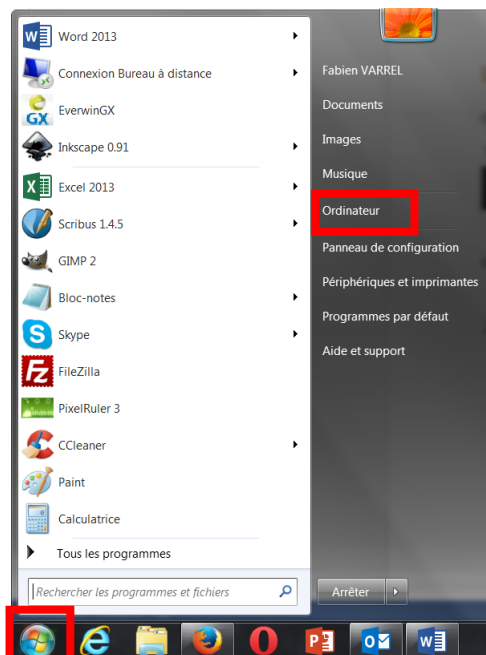 Word 2013
Connexion Bureau à distance
EverwinGX
Inkscape 0.91
Excel 2013
Scribus 1.4.5
GIMP 2
Bloc-notes
Skype
FileZilla
PixelRuler 3
CCleaner
Paint
Calculatrice
Tous les programmes
Rechercher les programmes et fichiers
Fabien VARREL
Documents
Images
Musique
Ordinateur
Panneau de configuration
Périphériques et imprimantes
Programmes par défaut
Aide et support
Arrêter